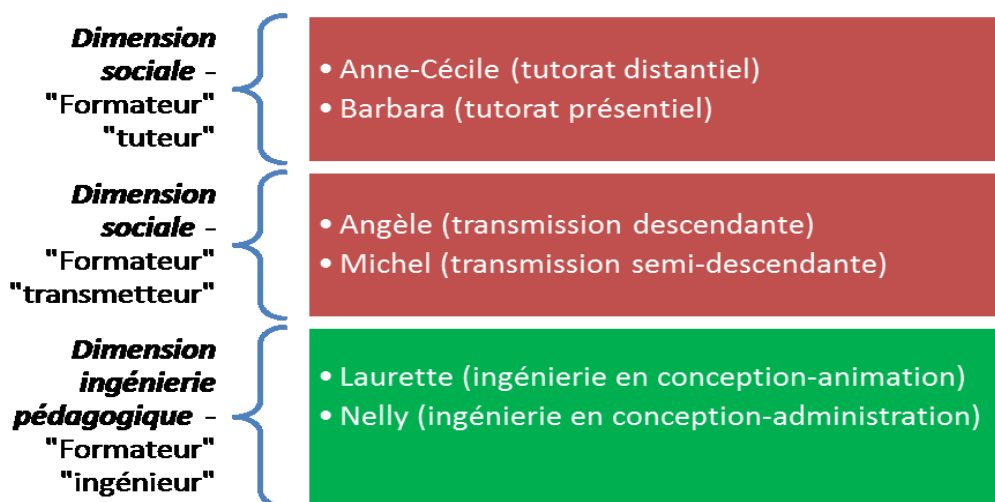 Dimension
sociale -
"Formateur"
"tuteur"
• Anne-Cécile (tutorat distantiel)
• Barbara (tutorat présentiel)
Dimension
sociale -
"Formateur"
"transmetteur"
• Angèle (transmission descendante)
• Michel (transmission semi-descendante)
Dimension
ingénierie
pédagogique -
"Formateur"
"ingénieur"
• Laurette (ingénierie en conception-animation)
• Nelly (ingénierie en conception-administration)